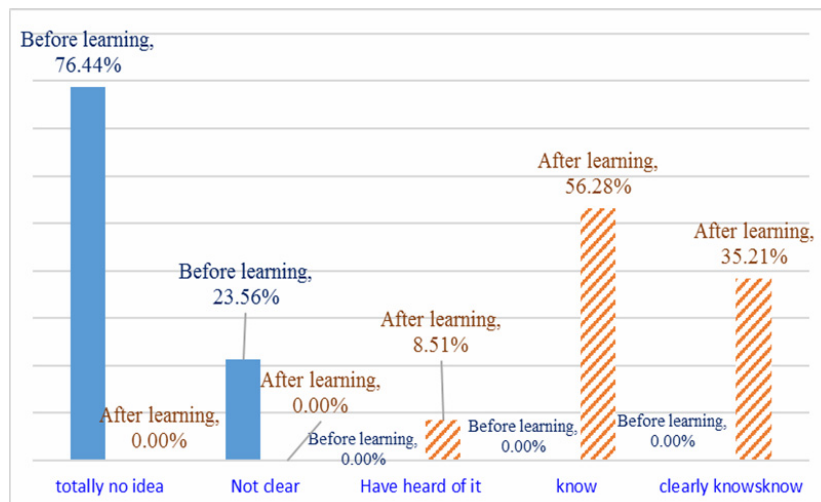 Before learning,
76.44%
After learning,
0.00%
Before learning,
23.56%
After learning,
0.00%
Before learning,
0.00%
After learning,
8.51%
Before learning,
0.00%
After learning,
56.28%
Before learning,
0.00%
After learning,
35.21%
totally no idea
Not clear
Have heard of it
know
clearly knowsknow